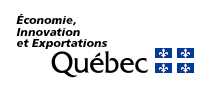 Économie,
Innovation
et Exportations
Québec